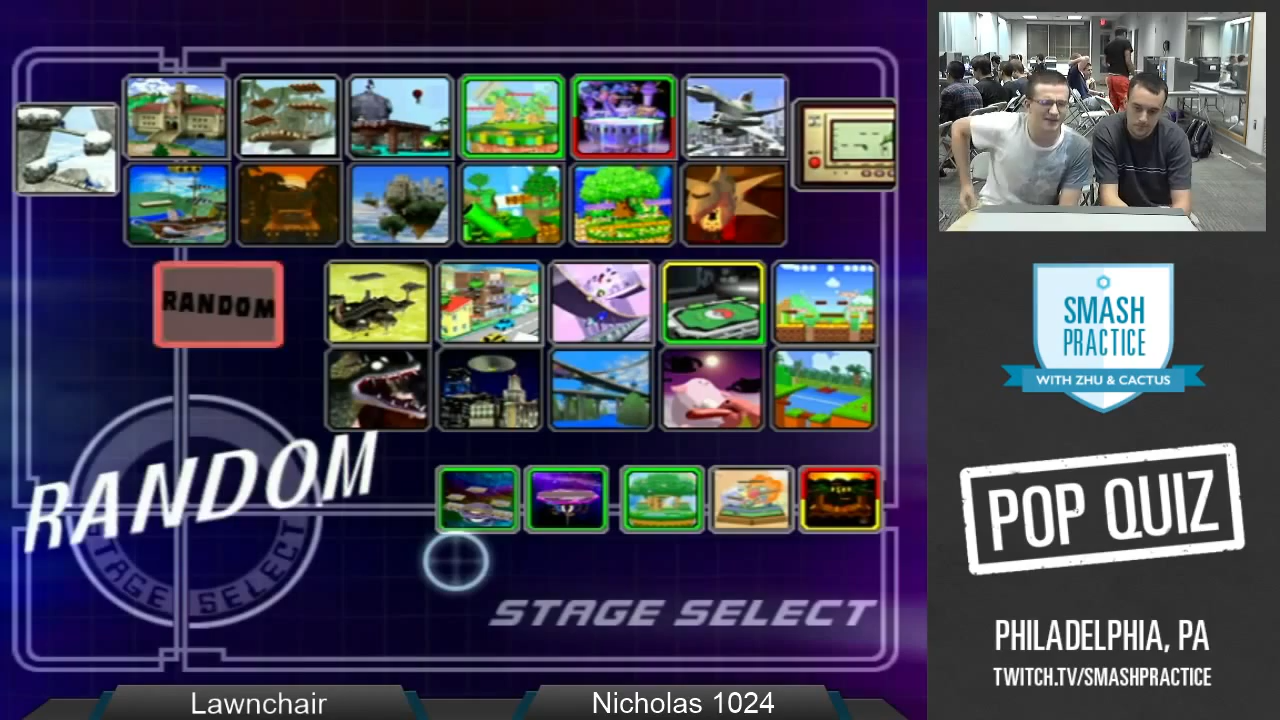 RANDOM
RANDOM
STAGE SELECT
STAGE SELECT
Lawnchair
Nicholas 1024
SMASH
PRACTICE
WITH ZHU & CACTUS
POP QUIZ
PHILADELPHIA, PA
TWITCH.TV/SMASHPRACTICE